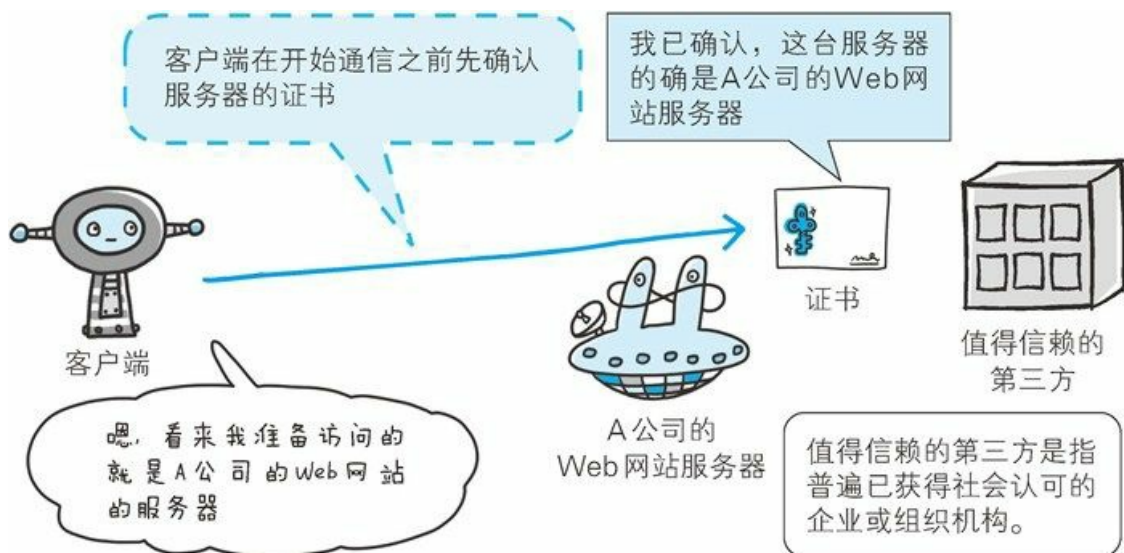 客户端在开始通信之前先确认
服务器的证书
我已确认，这台服务器
的确是A公司的Web网
站服务器
客户端
证书
值得信赖的
第三方
A公司的
Web网站服务器
嗯，看来我准备访问的
就是A公司的Web网站
的服务器
值得信赖的第三方是指
普遍已获得社会认可的
企业或组织机构。